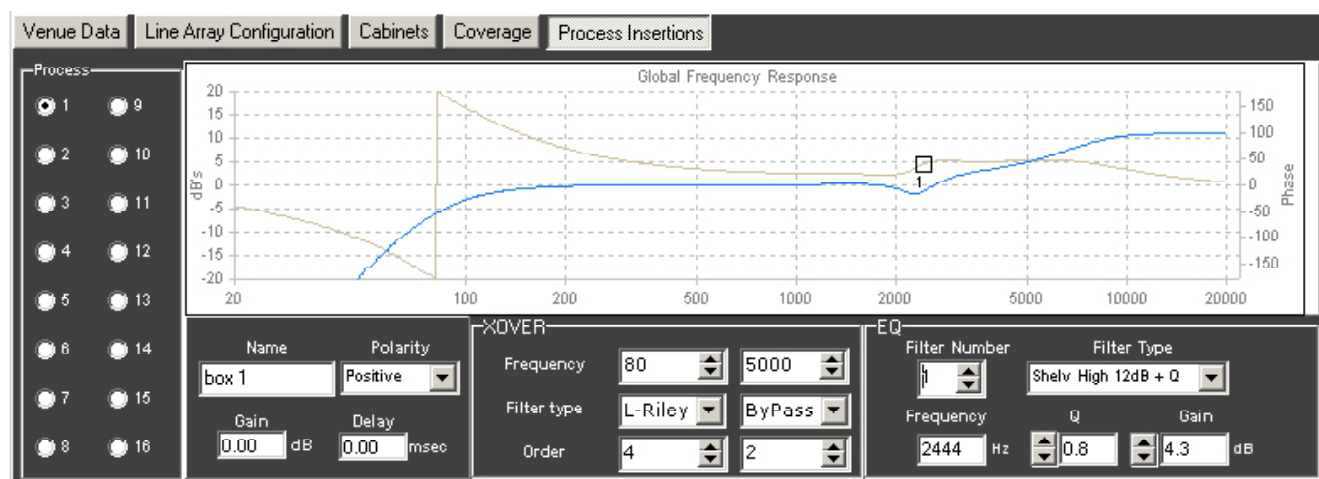 Venue Data Line Array Configuration Cabinets Coverage Process Insertions
Process
1 9
2 10
3 11
4 12
5 13
6 14
7 15
8 16
Global Frequency Response
20
15
10
5
0
-5
-10
-15
-20
dB's
150
100
50
0
-50
-100
-150
Phase
1
20 100 200 500 1000 2000 5000 10000 20000
Name Polarity
box 1 Positive
Gain Delay
0.00 dB 0.00 msec
XOVER
Frequency 80 5000
Filter type L-Riley ByPass
Order 4 2
EQ
Filter Number Filter Type
1 Shelv High 12dB + Q
Frequency Q Gain
2444 Hz 0.8 4.3 dB